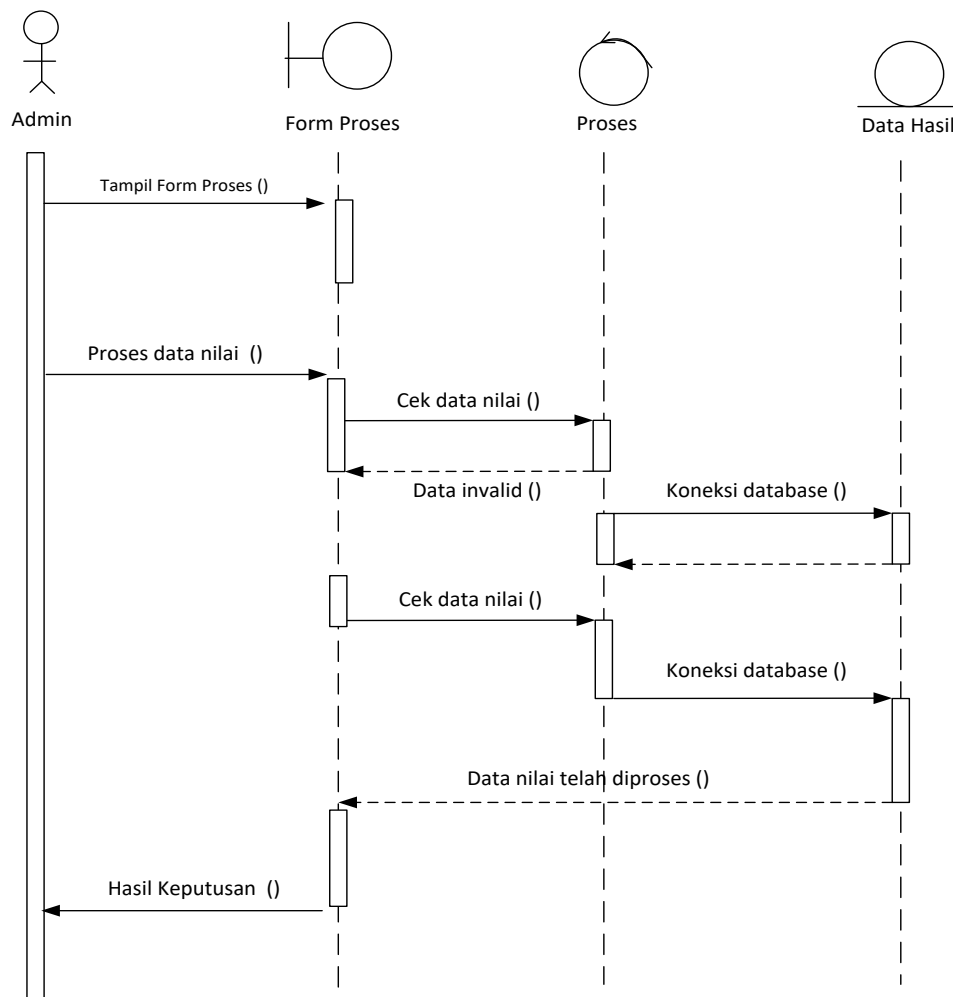 Admin
Form Proses
Proses
Data Hasil
Tampil Form Proses ()
Proses data nilai  ()
Cek data nilai ()
Data invalid ()
Koneksi database ()
Cek data nilai ()
Koneksi database ()
Data nilai telah diproses ()
Hasil Keputusan  ()